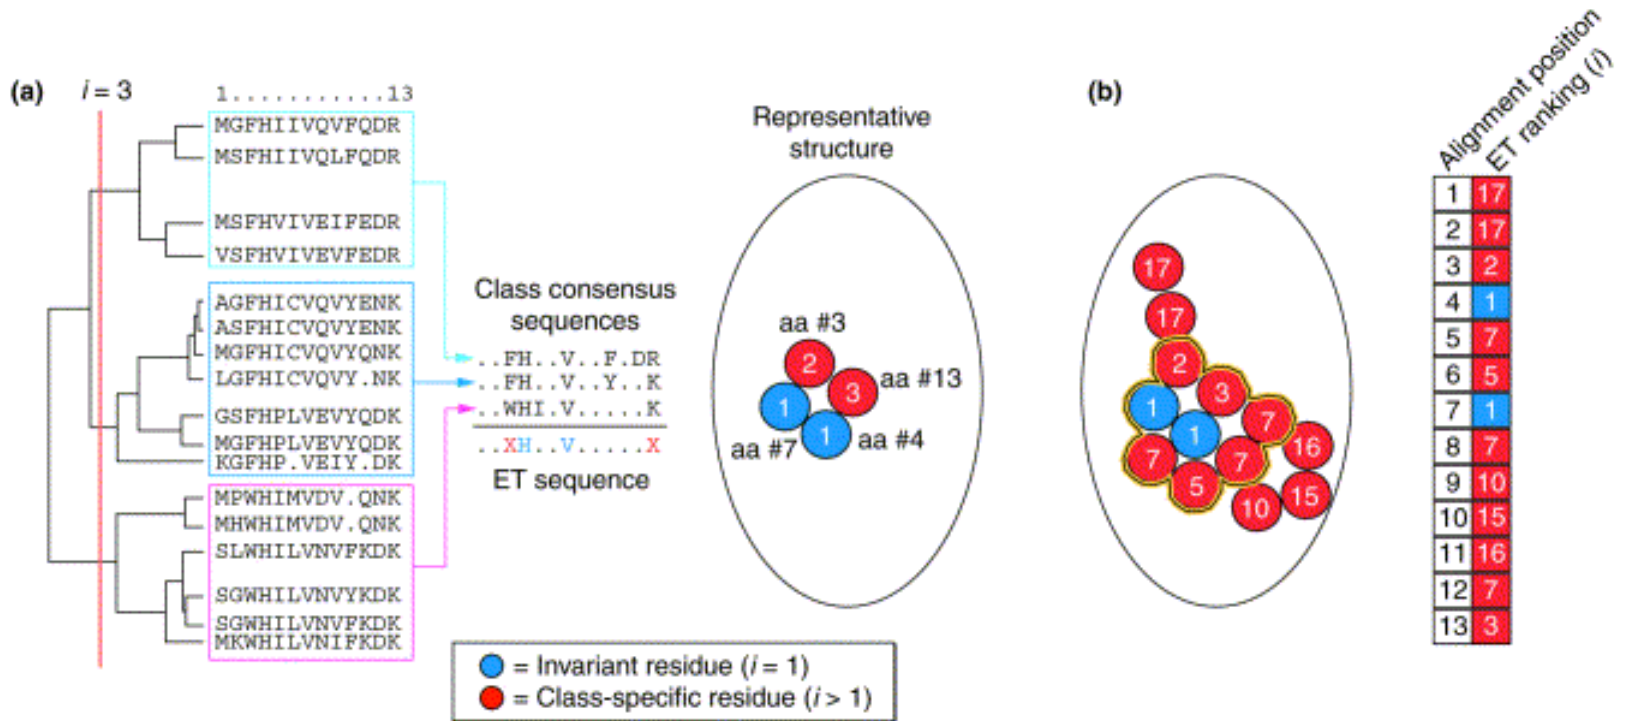 (a)
i = 3
1...........13
MGFHIIVQVFQDR
MSFHIIVQLFQDR
MSFHVIVEIFEDR
VSFHVIVEVFEDR
AGFHICVQVYENK
ASFHICVQVYENK
MGFHICVQVYQNK
LGFHICVQVY.NK
GSFHPLVEVYQDK
MGFHPLVEVYQDK
KGFHP.VEIY.DK
MPWHIMVDV.QNK
MHWHIMVDV.QNK
SLWHILVNVFKDK
SGWHILVNVYKDK
SGWHILVNVFKDK
MKWHILVNIFKDK
Class consensus
sequences
..FH..V..F.DR
..FH..V..Y..K
..WHI.V.....K
..XH..V.....X
ET sequence
Representative
structure
aa #3
2
3
aa #13
1
1
aa #7
aa #4
(b)
17
17
2
1
3
7
1
16
7
7
5
15
10
Alignment position
ET ranking (i)
1 17
2 17
3 2
4 1
5 7
6 5
7 1
8 7
9 10
10 15
11 16
12 7
13 3
= Invariant residue (i = 1)
= Class-specific residue (i > 1)